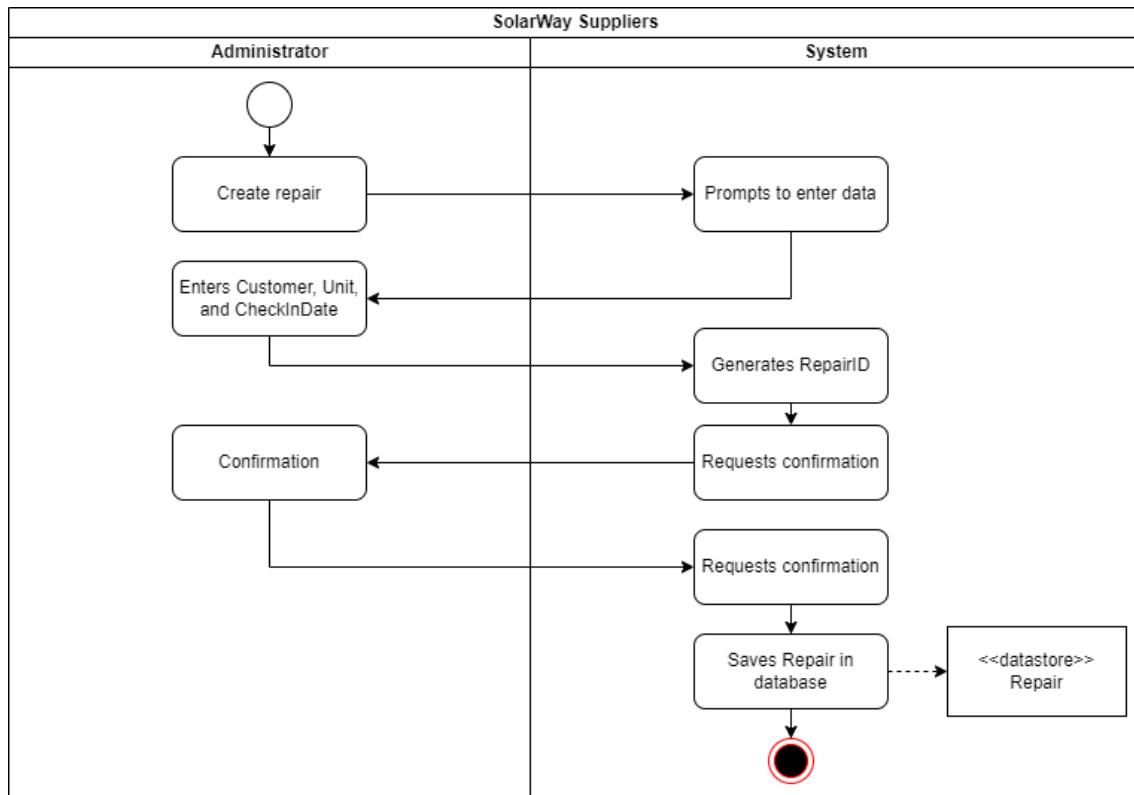 SolarWay Suppliers
Administrator
System
Create repair
Prompts to enter data
Enters Customer, Unit,
and CheckInDate
Generates RepairID
Confirmation
Requests confirmation
Requests confirmation
Saves Repair in
database
<<datastore>>
Repair